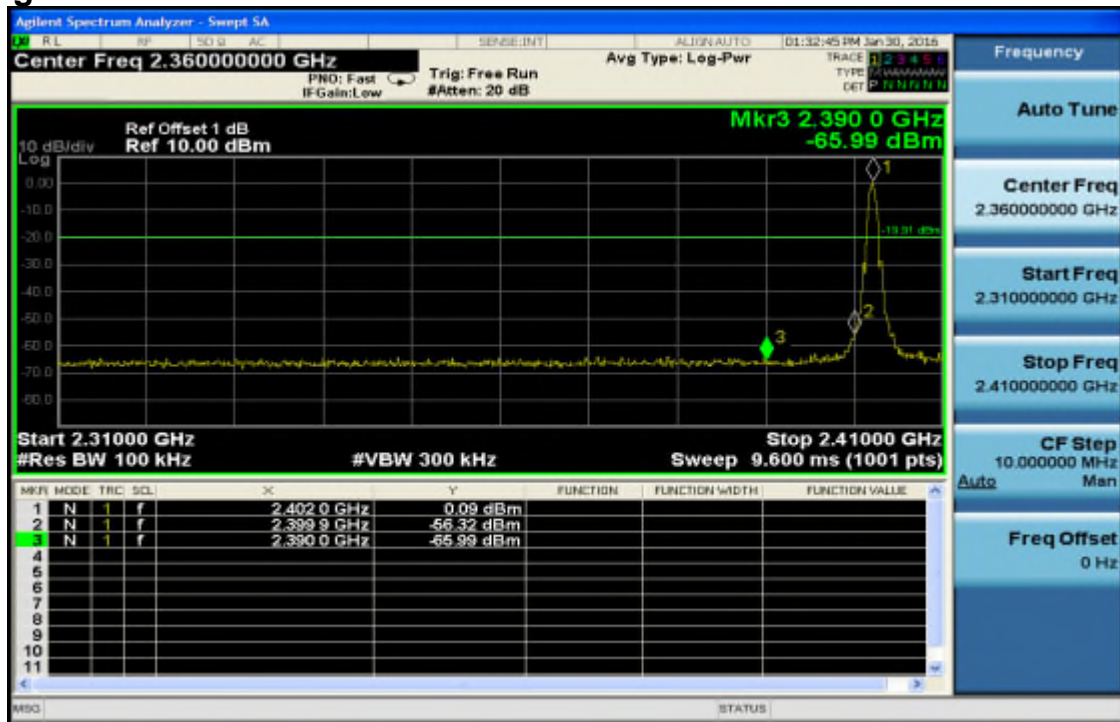 Agilent Spectrum Analyzer - Swept SA
RL RF 50 Ω AC SENSE:INT ALIGN AUTO 01:32:45 PM Jan 30, 2016
Center Freq 2.360000000 GHz
PNO: Fast
IFGain:Low
Trig: Free Run
#Atten: 20 dB
Avg Type: Log-Pwr
TRACE 1 2 3 4 5 6
TYPE
DET P N N N N N
Mkr3 2.390 0 GHz
-65.99 dBm
Ref Offset 1 dB
10 dB/div Ref 10.00 dBm
Log
0.00
-10.0
-20.0
-30.0
-40.0
-50.0
-60.0
-70.0
-80.0
1
-19.91 dBm
2
3
Start 2.31000 GHz Stop 2.41000 GHz
#Res BW 100 kHz #VBW 300 kHz Sweep 9.600 ms (1001 pts)
MKR MODE TRC SCL X Y FUNCTION FUNCTION WIDTH FUNCTION VALUE
1 N 1 f 2.402 0 GHz 0.09 dBm
2 N 1 f 2.399 9 GHz -56.32 dBm
3 N 1 f 2.390 0 GHz -65.99 dBm
4
5
6
7
8
9
10
11
MSG STATUS
Frequency
Auto Tune
Center Freq
2.360000000 GHz
Start Freq
2.310000000 GHz
Stop Freq
2.410000000 GHz
CF Step
10.000000 MHz
Auto Man
Freq Offset
0 Hz